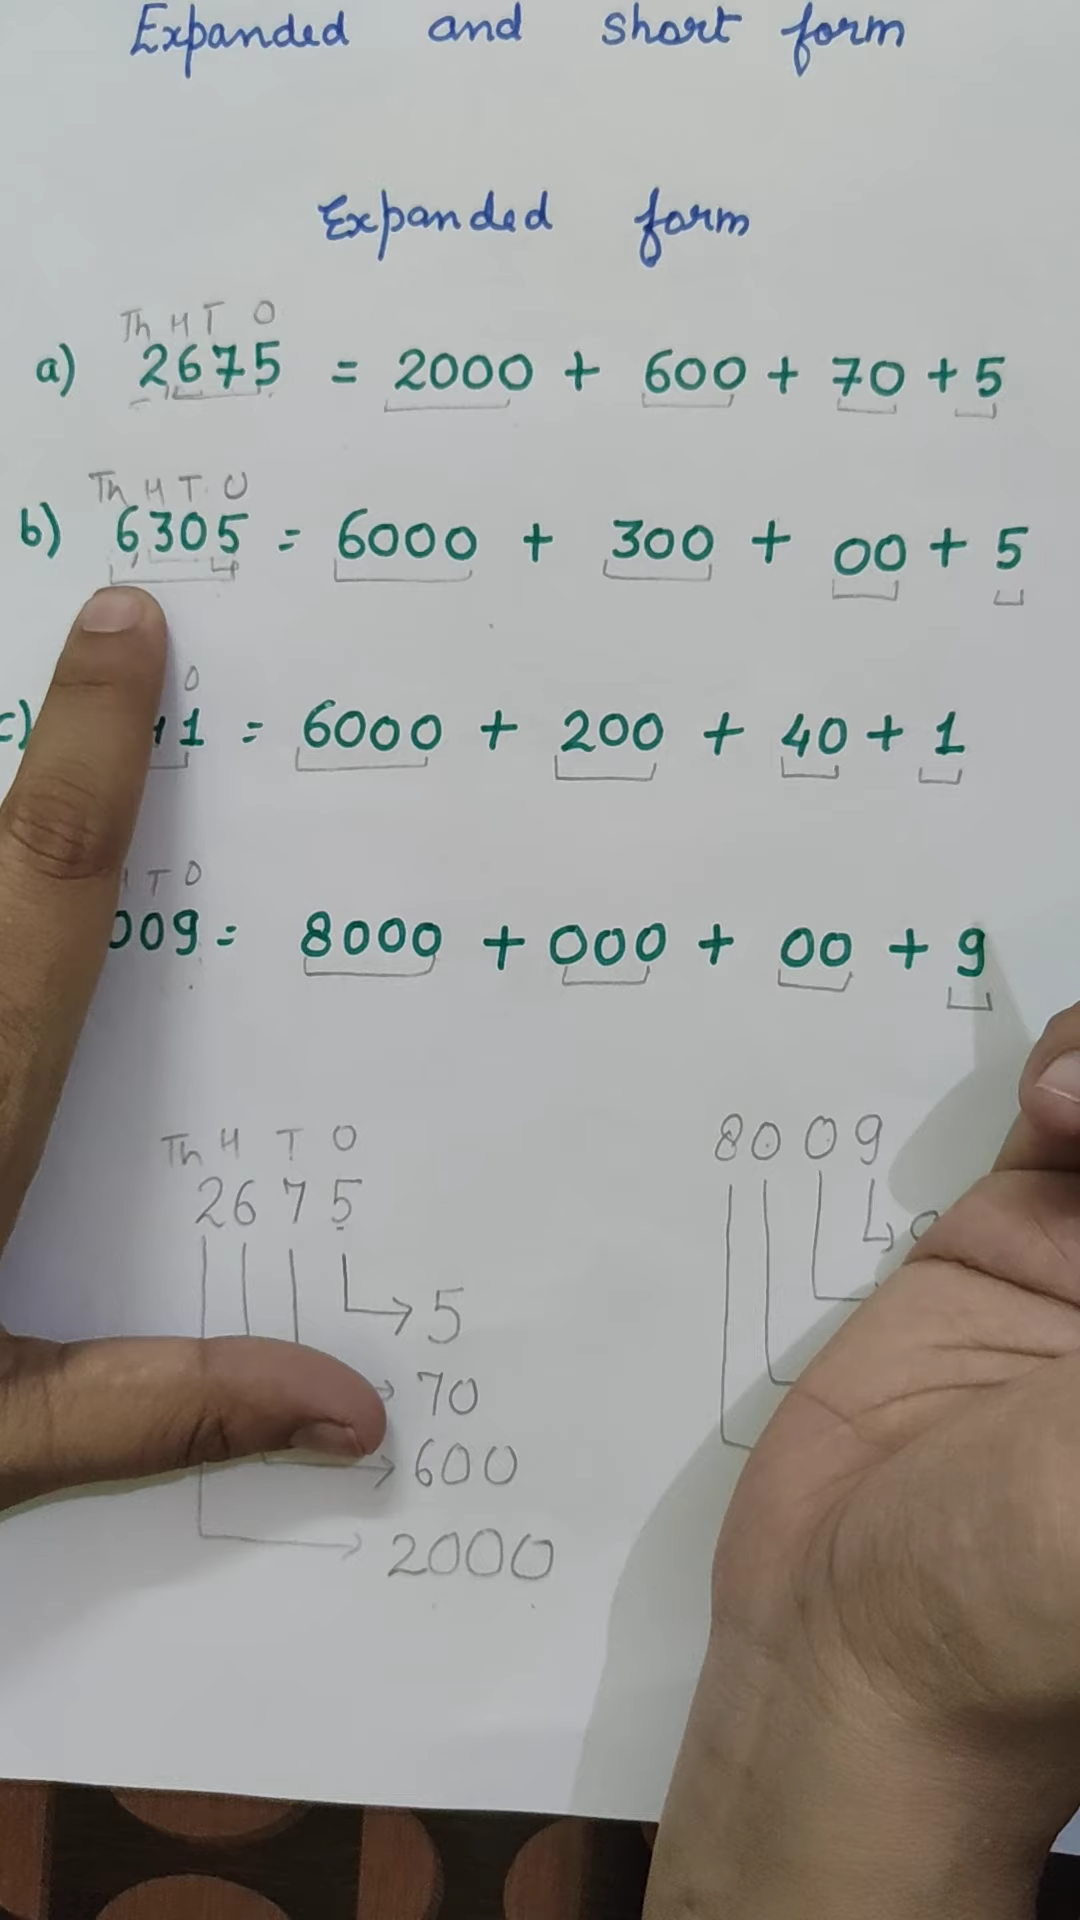 Expanded and short form
Expanded form
Th H T O
a) 2675 = 2000 + 600 + 70 + 5
Th H T O
b) 6305 = 6000 + 300 + 00 + 5
O
c) 1 = 6000 + 200 + 40 + 1
T O
009 = 8000 + 000 + 00 + 9
Th H T O
2675
5
70
600
2000
8009